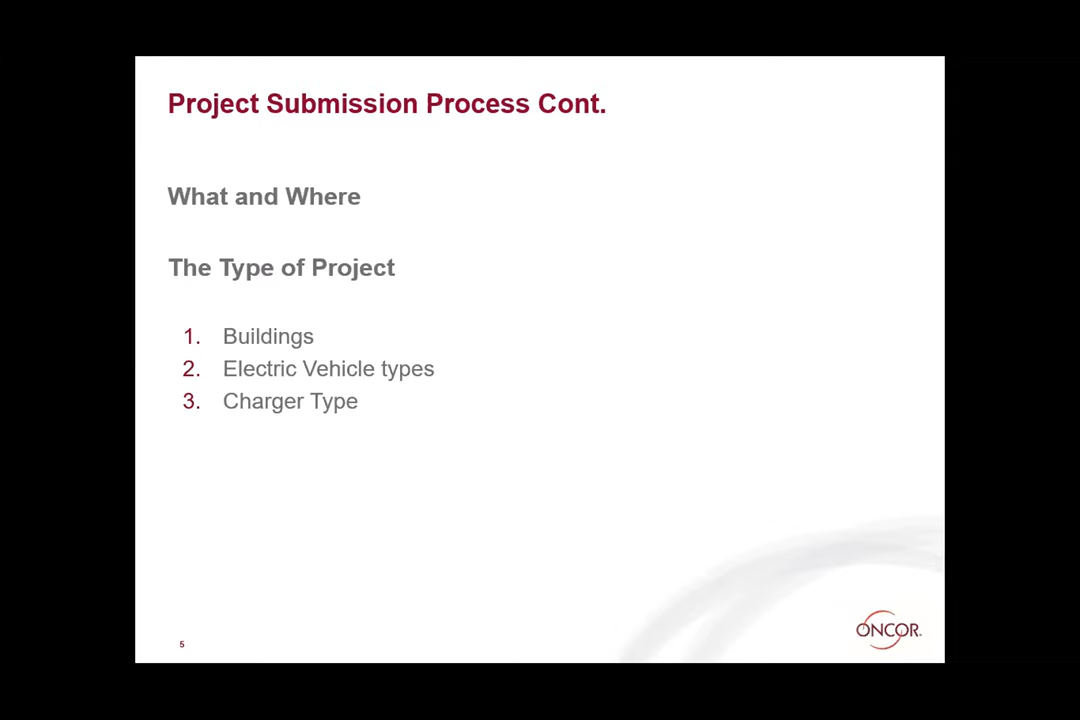 Project Submission Process Cont.
What and Where
The Type of Project
1. Buildings
2. Electric Vehicle types
3. Charger Type
5
ONCOR.